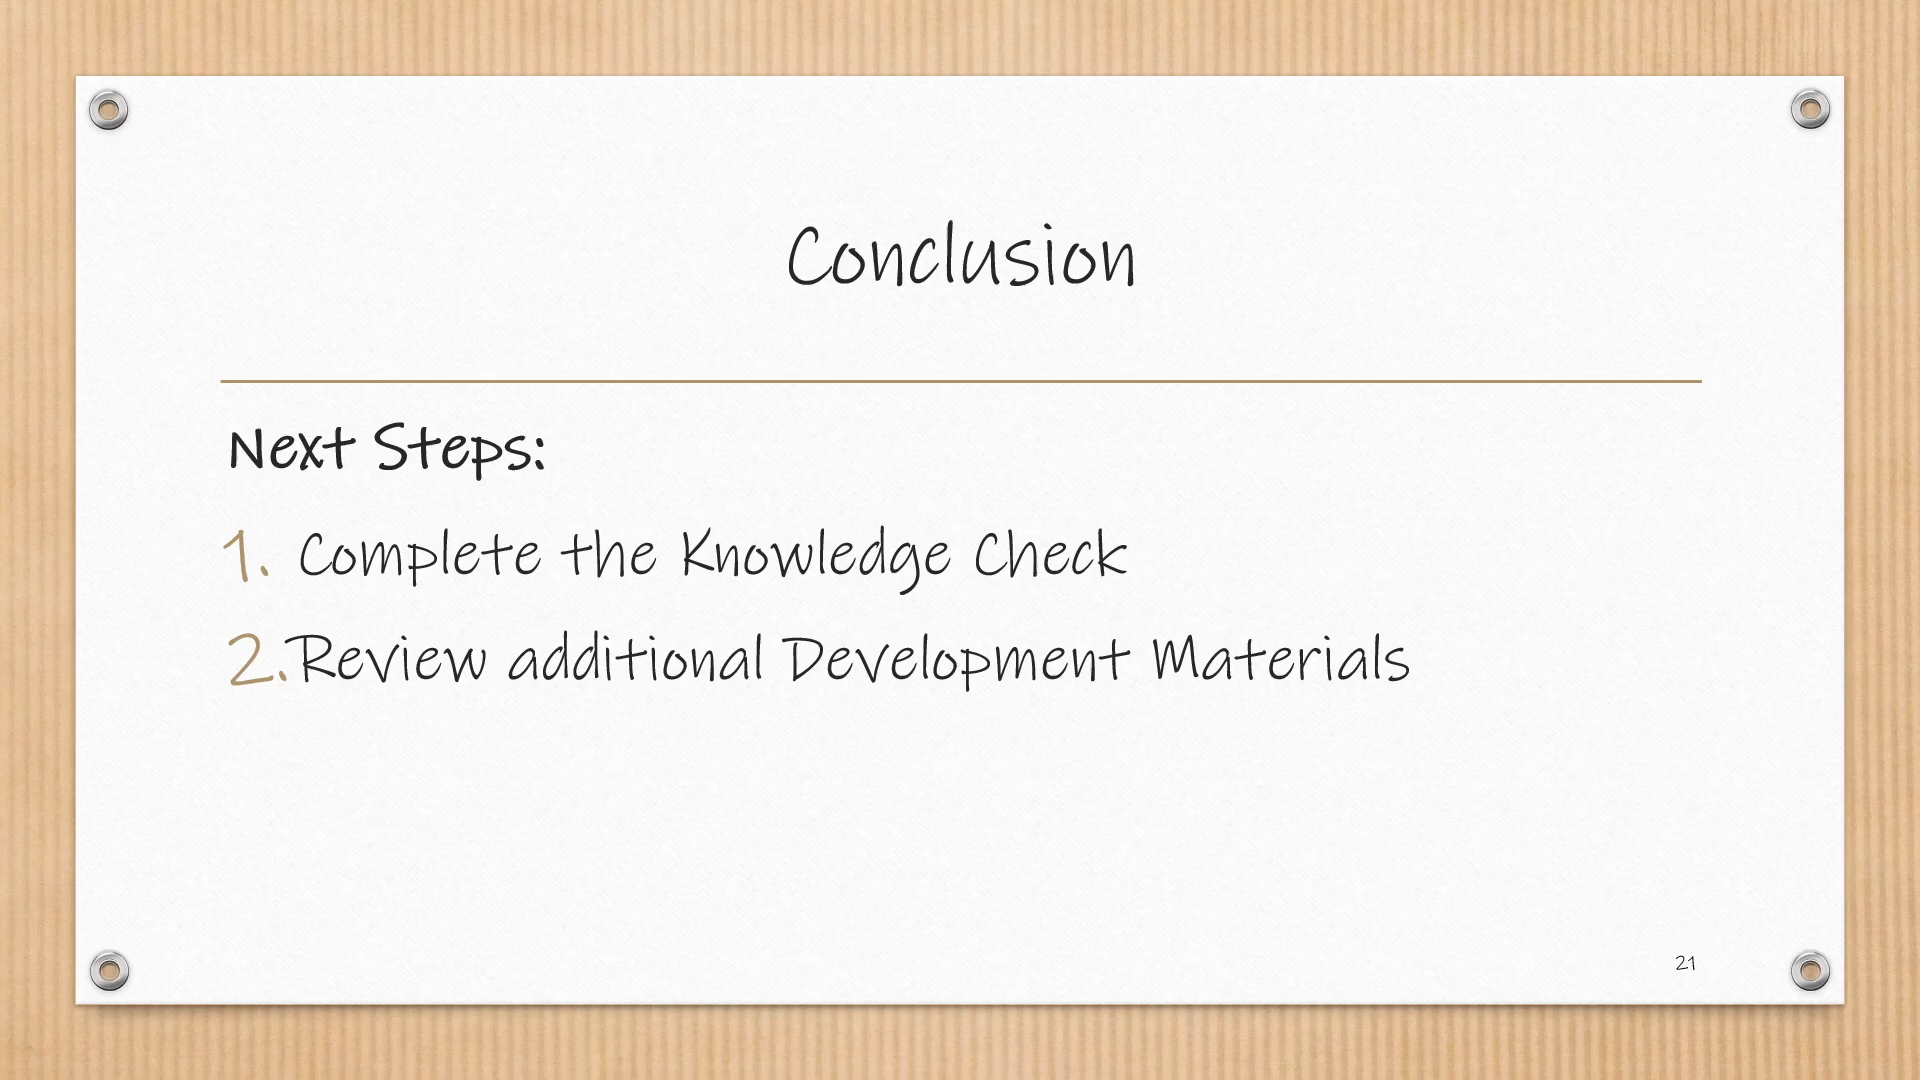 Conclusion
Next Steps:
1. Complete the Knowledge Check
2. Review additional Development Materials
21